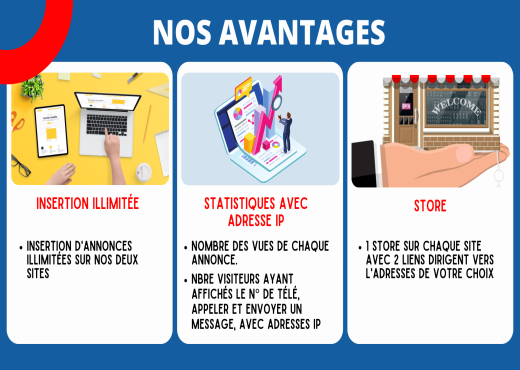 NOS AVANTAGES
INSERTION ILLIMITÉE
• INSERTION D'ANNONCES
ILLIMITÉES SUR NOS DEUX
SITES
STATISTIQUES AVEC
ADRESSE IP
• NOMBRE DES VUES DE CHAQUE
ANNONCE.
• NBRE VISITEURS AYANT
AFFICHÉS LE N° DE TÉLÉ,
APPELER ET ENVOYER UN
MESSAGE, AVEC ADRESSES IP
WELCOME
OPEN
STORE
• 1 STORE SUR CHAQUE SITE
AVEC 2 LIENS DIRIGENT VERS
L'ADRESSES DE VOTRE CHOIX